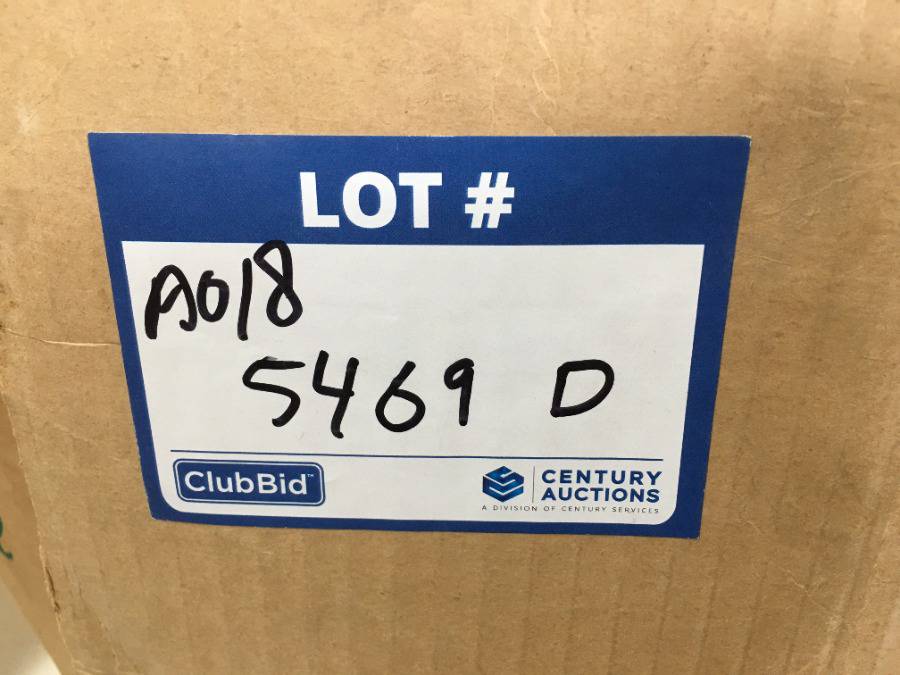 LOT #
A018
5469 D
ClubBid™
CENTURY
AUCTIONS
A DIVISION OF CENTURY SERVICES